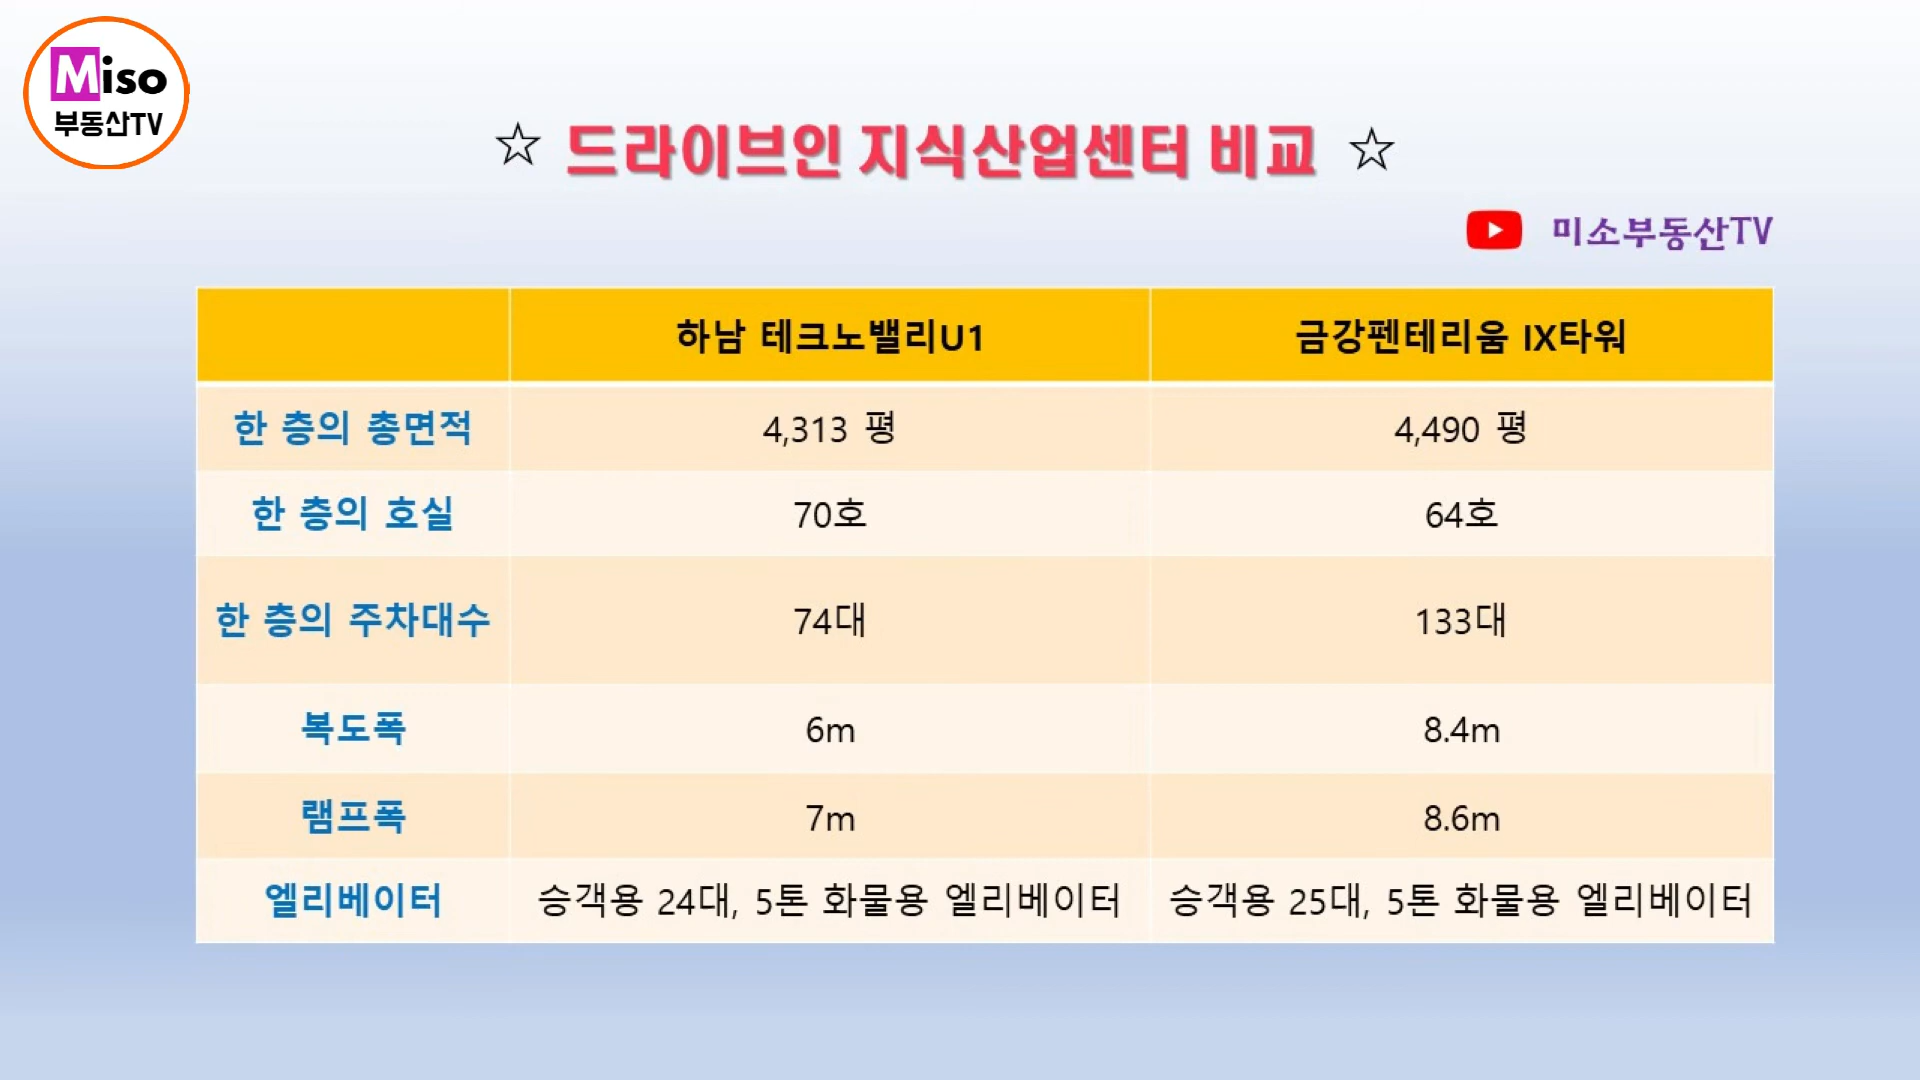 Miso
부동산TV
☆ 드라이브인 지식산업센터 비교 ☆
미소부동산TV
하남 테크노밸리U1 금강펜테리움 IX타워
한 층의 총면적 4,313 평 4,490 평
한 층의 호실 70호 64호
한 층의 주차대수 74대 133대
복도폭 6m 8.4m
램프폭 7m 8.6m
엘리베이터 승객용 24대, 5톤 화물용 엘리베이터 승객용 25대, 5톤 화물용 엘리베이터